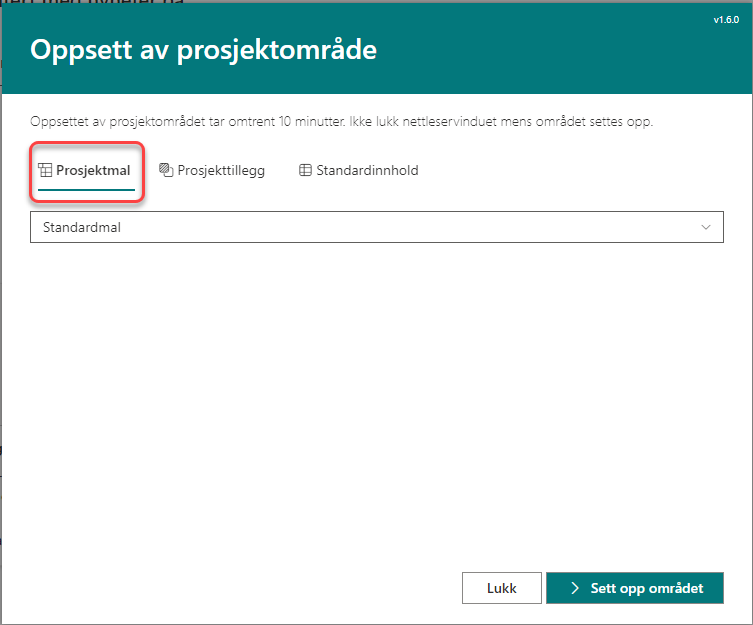 v1.6.0
Oppsett av prosjektområde
Oppsettet av prosjektområdet tar omtrent 10 minutter. Ikke lukk nettleservinduet mens området settes opp.
Prosjektmal Prosjekttillegg Standardinnhold
Standardmal
Lukk Sett opp området